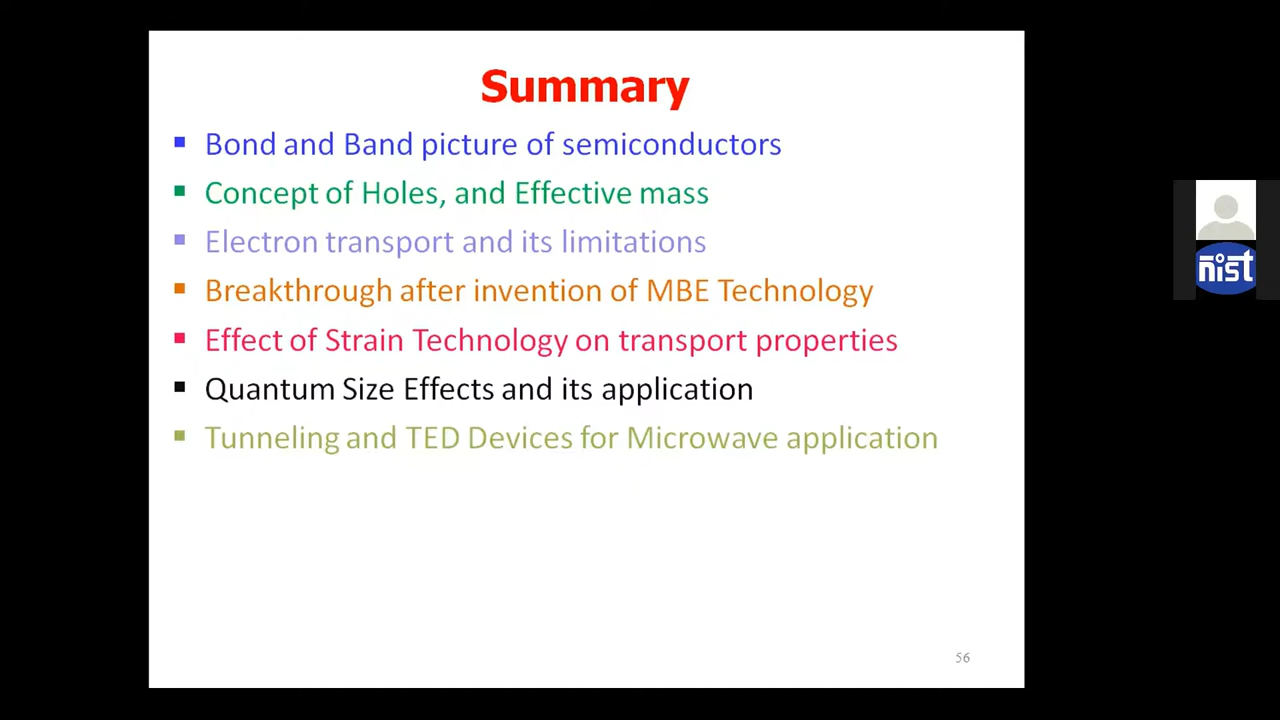 Summary
Bond and Band picture of semiconductors
Concept of Holes, and Effective mass
Electron transport and its limitations
Breakthrough after invention of MBE Technology
Effect of Strain Technology on transport properties
Quantum Size Effects and its application
Tunneling and TED Devices for Microwave application
nist
56